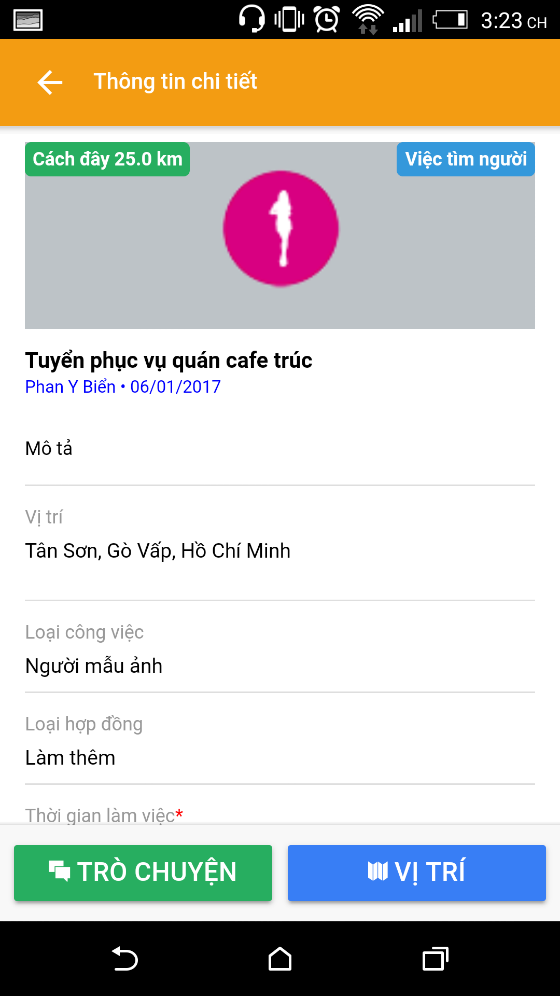 3:23 CH
Thông tin chi tiết
Cách đây 25.0 km
Việc tìm người
Tuyển phục vụ quán cafe trúc
Phan Y Biển • 06/01/2017
Mô tả
Vị trí
Tân Sơn, Gò Vấp, Hồ Chí Minh
Loại công việc
Người mẫu ảnh
Loại hợp đồng
Làm thêm
Thời gian làm việc*
TRÒ CHUYỆN
VỊ TRÍ